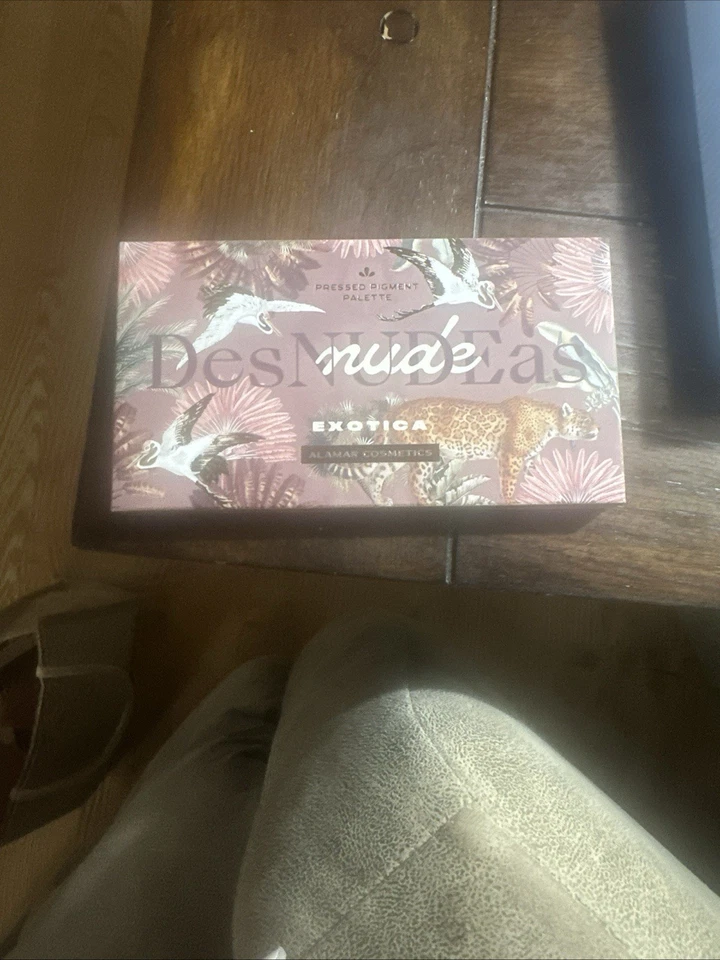 PRESSED PIGMENT
PALETTE
DesNUDEas
nude
EXOTICA
ALAMAR COSMETICS